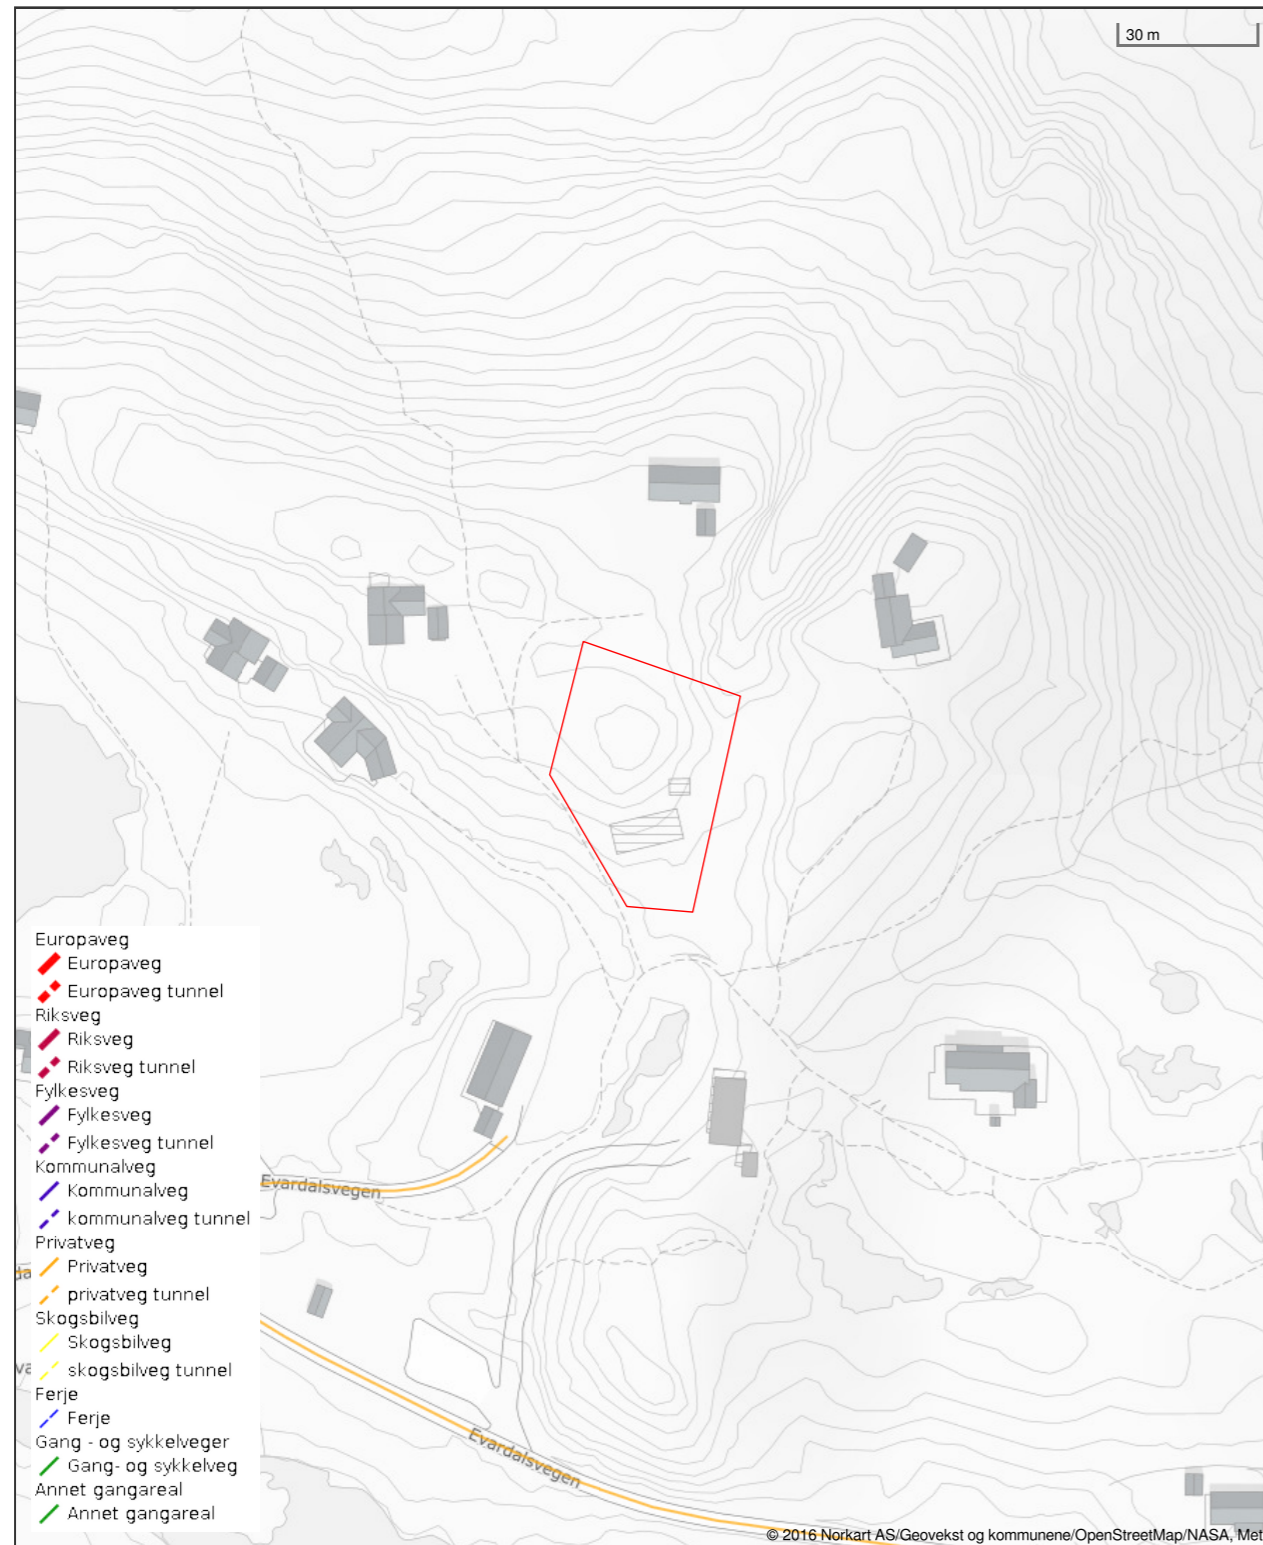 30 m
Europaveg
Europaveg
Europaveg tunnel
Riksveg
Riksveg
Riksveg tunnel
Fylkesveg
Fylkesveg
Fylkesveg tunnel
Kommunalveg
Kommunalveg
kommunalveg tunnel
Privatveg
Privatveg
privatveg tunnel
Skogsbilveg
Skogsbilveg
skogsbilveg tunnel
Ferje
Ferje
Gang - og sykkelveger
Gang- og sykkelveg
Annet gangareal
Annet gangareal
Evardalsvegen
da
va
Evardalsvegen
© 2016 Norkart AS/Geovekst og kommunene/OpenStreetMap/NASA, Met